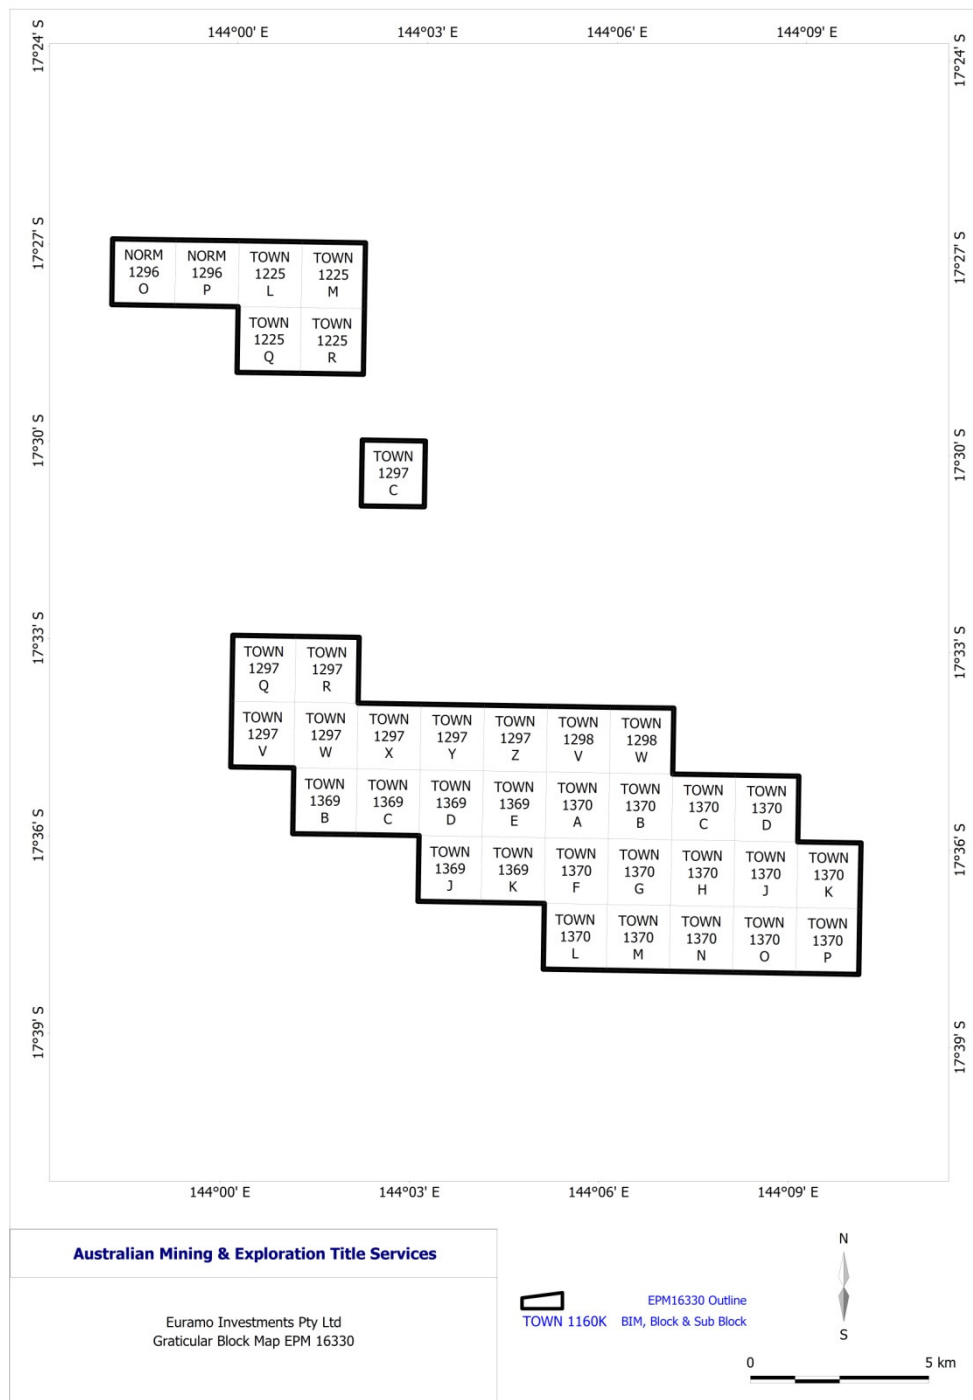 144°00' E
144°03' E
144°06' E
144°09' E
17°24' S
17°24' S
17°27' S
17°27' S
NORM
1296
O
NORM
1296
P
TOWN
1225
L
TOWN
1225
M
TOWN
1225
Q
TOWN
1225
R
17°30' S
17°30' S
TOWN
1297
C
17°33' S
17°33' S
TOWN
1297
Q
TOWN
1297
R
TOWN
1297
V
TOWN
1297
W
TOWN
1297
X
TOWN
1297
Y
TOWN
1297
Z
TOWN
1298
V
TOWN
1298
W
TOWN
1369
B
TOWN
1369
C
TOWN
1369
D
TOWN
1369
E
TOWN
1370
A
TOWN
1370
B
TOWN
1370
C
TOWN
1370
D
17°36' S
17°36' S
TOWN
1369
J
TOWN
1369
K
TOWN
1370
F
TOWN
1370
G
TOWN
1370
H
TOWN
1370
J
TOWN
1370
K
TOWN
1370
L
TOWN
1370
M
TOWN
1370
N
TOWN
1370
O
TOWN
1370
P
17°39' S
17°39' S
144°00' E
144°03' E
144°06' E
144°09' E
Australian Mining & Exploration Title Services
Euramo Investments Pty Ltd
Graticular Block Map EPM 16330
EPM16330 Outline
TOWN 1160K
BIM, Block & Sub Block
N
S
0
5 km